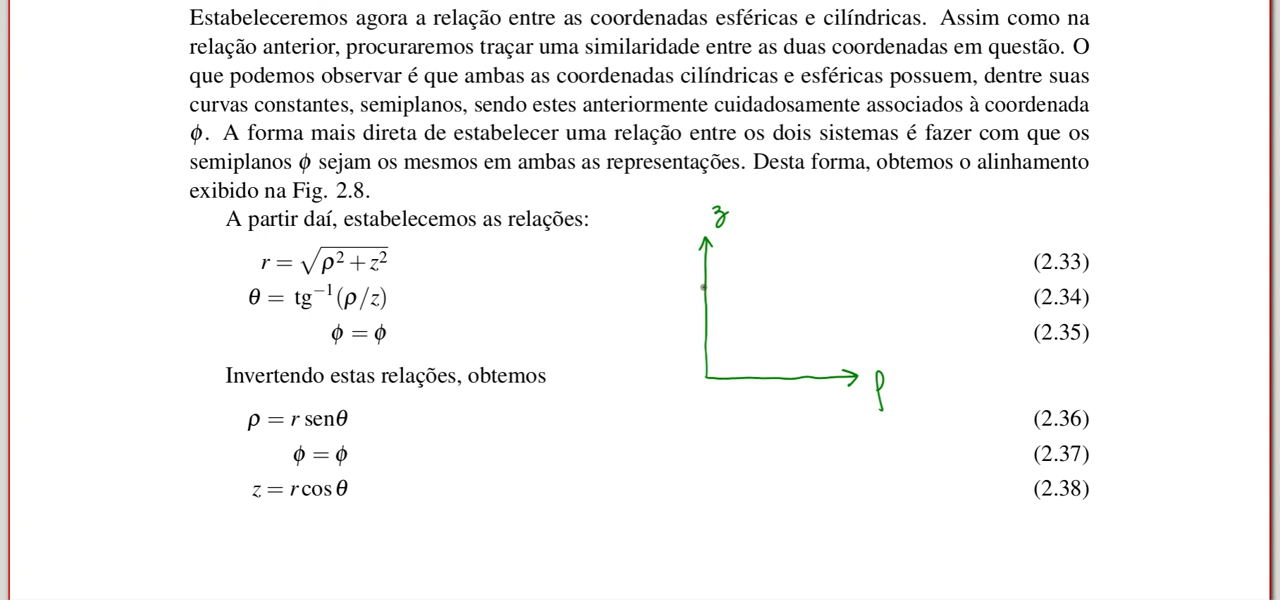 Estabeleceremos agora a relação entre as coordenadas esféricas e cilíndricas. Assim como na
relação anterior, procuraremos traçar uma similaridade entre as duas coordenadas em questão. O
que podemos observar é que ambas as coordenadas cilíndricas e esféricas possuem, dentre suas
curvas constantes, semiplanos, sendo estes anteriormente cuidadosamente associados à coordenada
ϕ. A forma mais direta de estabelecer uma relação entre os dois sistemas é fazer com que os
semiplanos ϕ sejam os mesmos em ambas as representações. Desta forma, obtemos o alinhamento
exibido na Fig. 2.8.
A partir daí, estabelecemos as relações:
z
r = √(ρ² + z²) (2.33)
θ = tg⁻¹(ρ/z) (2.34)
ϕ = ϕ (2.35)
Invertendo estas relações, obtemos
ρ
ρ = r senθ (2.36)
ϕ = ϕ (2.37)
z = r cos θ (2.38)